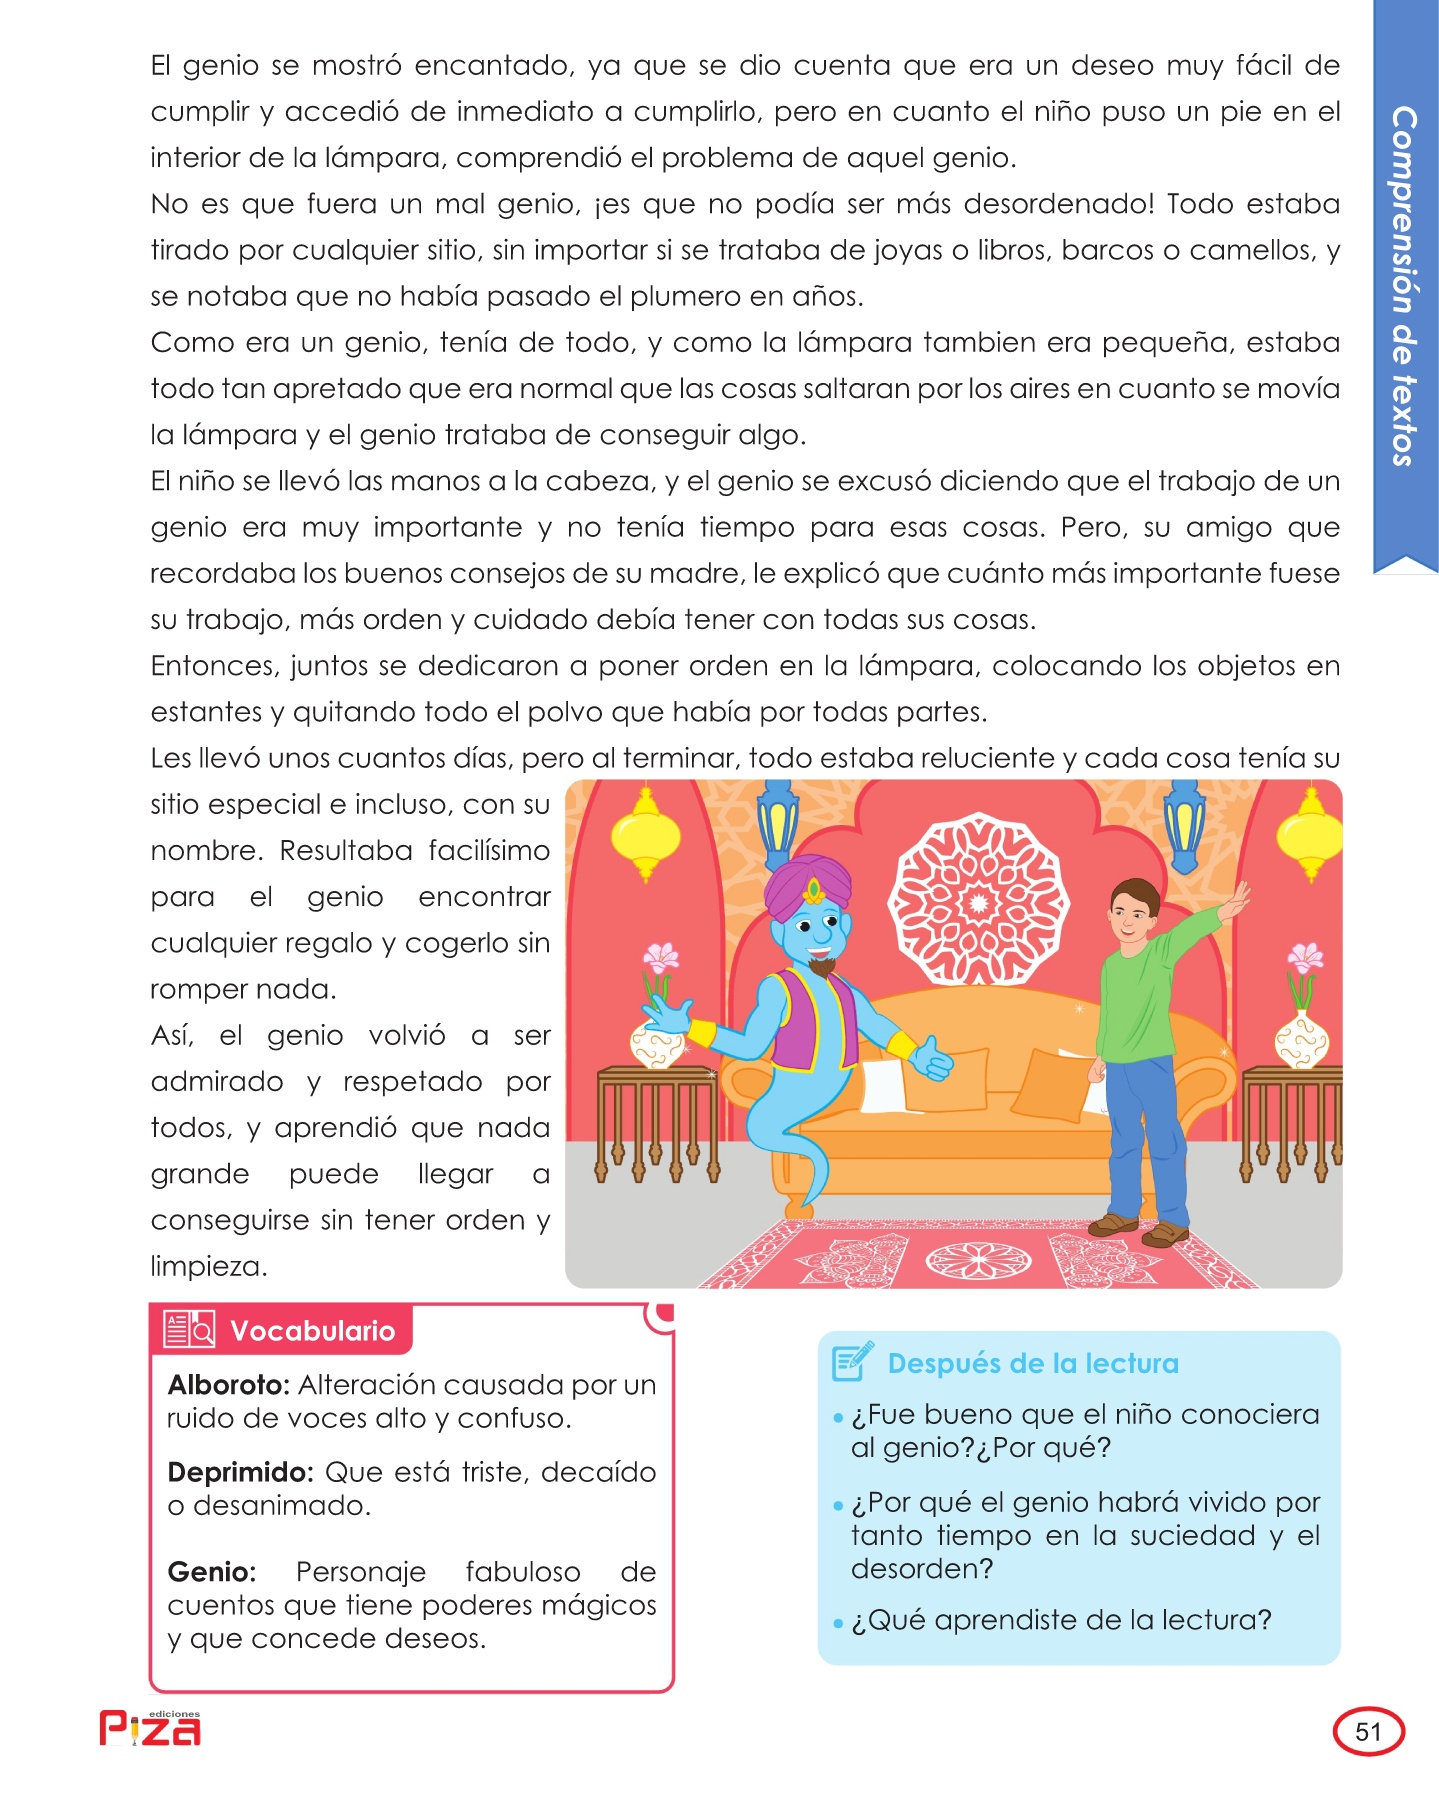 El genio se mostró encantado, ya que se dio cuenta que era un deseo muy fácil de
cumplir y accedió de inmediato a cumplirlo, pero en cuanto el niño puso un pie en el
interior de la lámpara, comprendió el problema de aquel genio.
No es que fuera un mal genio, ¡es que no podía ser más desordenado! Todo estaba
tirado por cualquier sitio, sin importar si se trataba de joyas o libros, barcos o camellos, y
se notaba que no había pasado el plumero en años.
Como era un genio, tenía de todo, y como la lámpara tambien era pequeña, estaba
todo tan apretado que era normal que las cosas saltaran por los aires en cuanto se movía
la lámpara y el genio trataba de conseguir algo.
El niño se llevó las manos a la cabeza, y el genio se excusó diciendo que el trabajo de un
genio era muy importante y no tenía tiempo para esas cosas. Pero, su amigo que
recordaba los buenos consejos de su madre, le explicó que cuánto más importante fuese
su trabajo, más orden y cuidado debía tener con todas sus cosas.
Entonces, juntos se dedicaron a poner orden en la lámpara, colocando los objetos en
estantes y quitando todo el polvo que había por todas partes.
Les llevó unos cuantos días, pero al terminar, todo estaba reluciente y cada cosa tenía su
sitio especial e incluso, con su
nombre. Resultaba facilísimo
para el genio encontrar
cualquier regalo y cogerlo sin
romper nada.
Así, el genio volvió a ser
admirado y respetado por
todos, y aprendió que nada
grande puede llegar a
conseguirse sin tener orden y
limpieza.
Comprensión de textos
Vocabulario
Alboroto: Alteración causada por un
ruido de voces alto y confuso.
Deprimido: Que está triste, decaído
o desanimado.
Genio: Personaje fabuloso de
cuentos que tiene poderes mágicos
y que concede deseos.
Después de la lectura
• ¿Fue bueno que el niño conociera
al genio?¿Por qué?
• ¿Por qué el genio habrá vivido por
tanto tiempo en la suciedad y el
desorden?
• ¿Qué aprendiste de la lectura?
ediciones
Piza
51